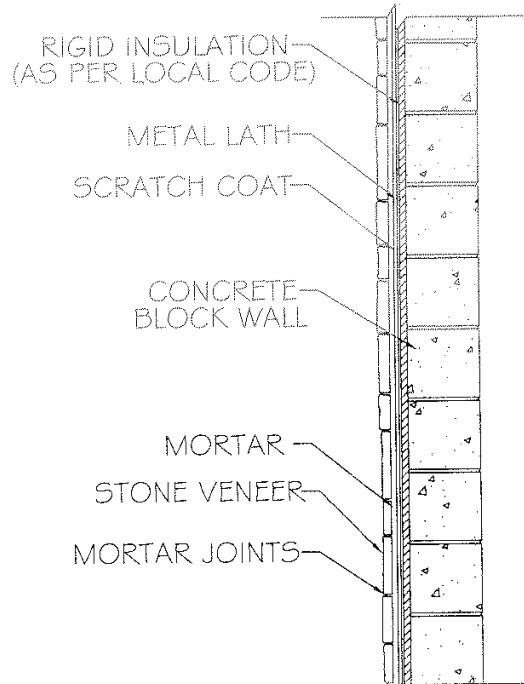 RIGID INSULATION
(AS PER LOCAL CODE)
METAL LATH
SCRATCH COAT
CONCRETE
BLOCK WALL
MORTAR
STONE VENEER
MORTAR JOINTS